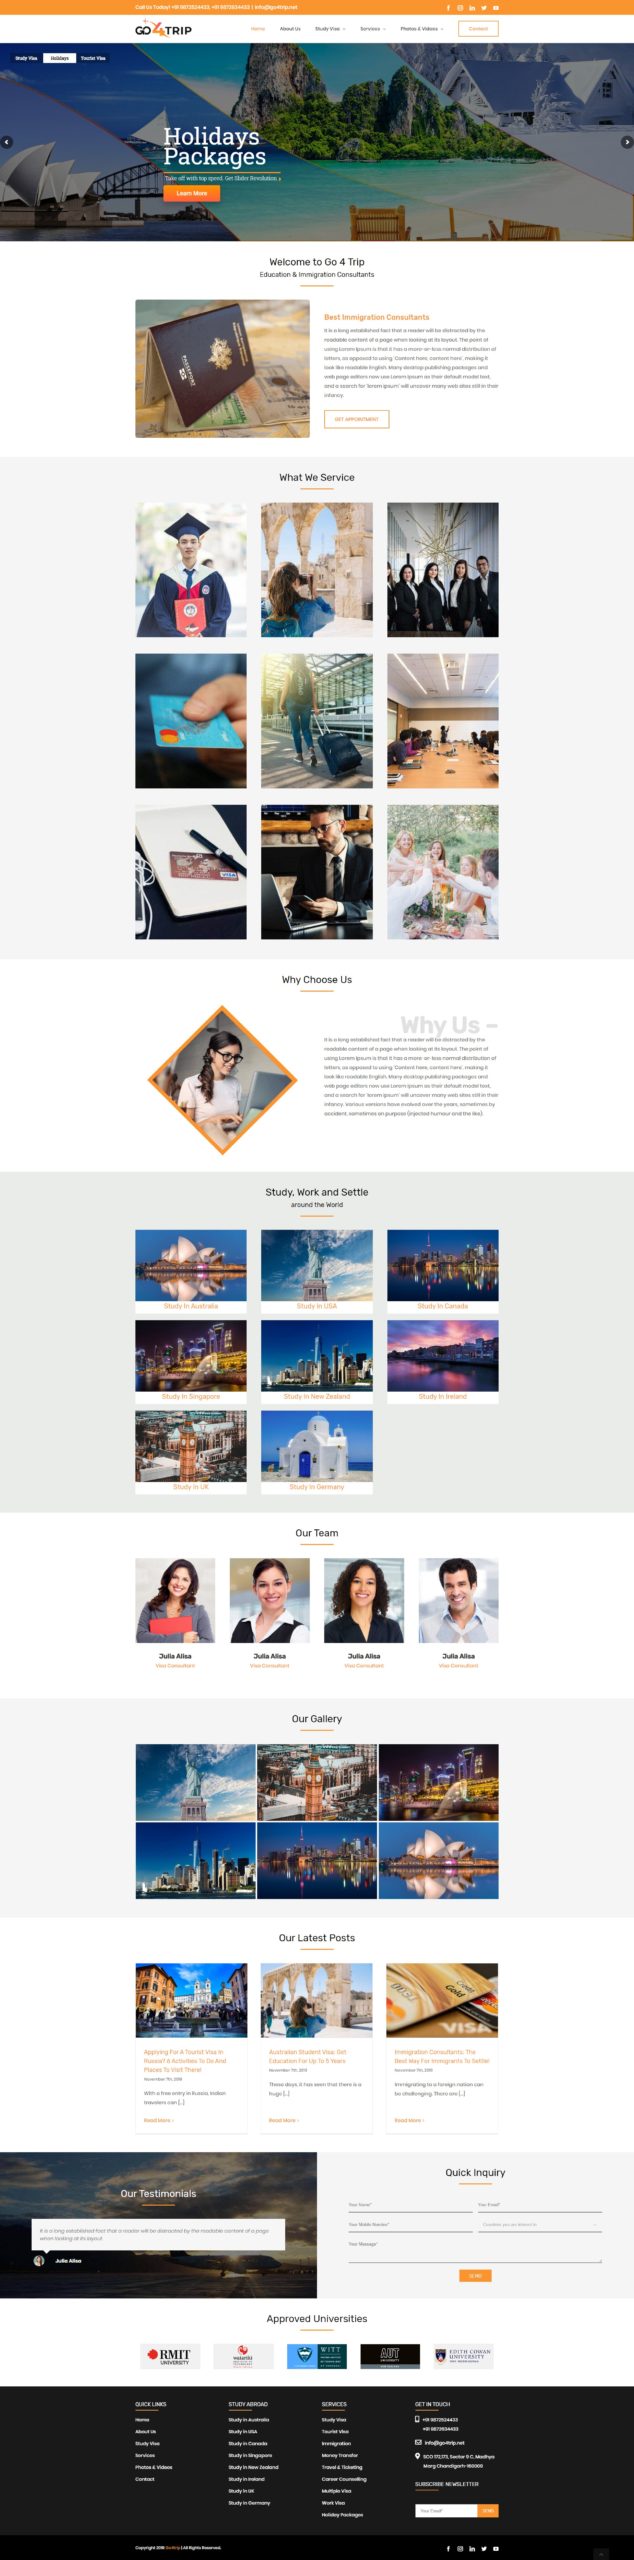 Call Us Today! +91 9872524433, +91 9872934433 | info@go4trip.net
GO4TRIP
Home
About Us
Study Visa
Services
Photos & Videos
Contact
Study Visa
Holidays
Tourist Visa
Holidays
Packages
Take off with top speed. Get Slider Revolution
Learn More
Welcome to Go 4 Trip
Education & Immigration Consultants
PASSPORT
Best Immigration Consultants
It is a long established fact that a reader will be distracted by the
readable content of a page when looking at its layout. The point of
using Lorem Ipsum is that it has a more-or-less normal distribution of
letters, as opposed to using 'Content here, content here', making it
look like readable English. Many desktop publishing packages and
web page editors now use Lorem Ipsum as their default model text,
and a search for 'lorem ipsum' will uncover many web sites still in their
infancy.
GET APPOINTMENT
What We Service
VISA
Why Choose Us
Why Us –
It is a long established fact that a reader will be distracted by the
readable content of a page when looking at its layout. The point of
using Lorem Ipsum is that it has a more-or-less normal distribution
of letters, as opposed to using 'Content here, content here', making it
look like readable English. Many desktop publishing packages and
web page editors now use Lorem Ipsum as their default model text,
and a search for 'lorem ipsum' will uncover many web sites still in
infancy. Various versions have evolved over the years, sometimes by
accident, sometimes on purpose (injected humour and the like).
Study, Work and Settle
around the World
Study In Australia
Study In USA
Study In Canada
Study In Singapore
Study In New Zealand
Study In Ireland
Study In UK
Study In Germany
Our Team
Julia Alisa
Visa Consultant
Julia Alisa
Visa Consultant
Julia Alisa
Visa Consultant
Julia Alisa
Visa Consultant
Our Gallery
Our Latest Posts
Gold
VISA
Applying For A Tourist Visa In
Russia? 4 Activities To Do And
Places To Visit There!
November 7th, 2019
With a free entry in Russia, Indian
travelers can [...]
Read More ›
Australian Student Visa: Get
Education For Up To 5 Years
November 7th, 2019
These days, it has seen that there is a
huge [...]
Read More ›
Immigration Consultants: The
Best Way For Immigrants To Settle!
November 7th, 2019
Immigrating to a foreign nation can
be challenging. There are [...]
Read More ›
Our Testimonials
It is a long established fact that a reader will be distracted by the readable content of a page
when looking at its layout.
Julia Alisa
Quick Inquiry
Your Name*
Your Email*
Your Mobile Number*
Countries you are Interest In
Your Message*
SEND
Approved Universities
RMIT
UNIVERSITY
waiariki
WITT
AUT
UNIVERSITY
EDITH COWAN
UNIVERSITY
QUICK LINKS
Home
About Us
Study Visa
Services
Photos & Videos
Contact
STUDY ABROAD
Study in Australia
Study in USA
Study in Canada
Study in Singapore
Study in New Zealand
Study in Ireland
Study in UK
Study in Germany
SERVICES
Study Visa
Tourist Visa
Immigration
Money Transfer
Travel & Ticketing
Career Counselling
Multiple Visa
Work Visa
Holiday Packages
GET IN TOUCH
+91 9872524433
+91 9872934433
info@go4trip.net
SCO 172,173, Sector 9 C, Madhya
Marg Chandigarh-160009
SUBSCRIBE NEWSLETTER
Your Email*
SEND
Copyright 2019 Go4trip | All Rights Reserved.